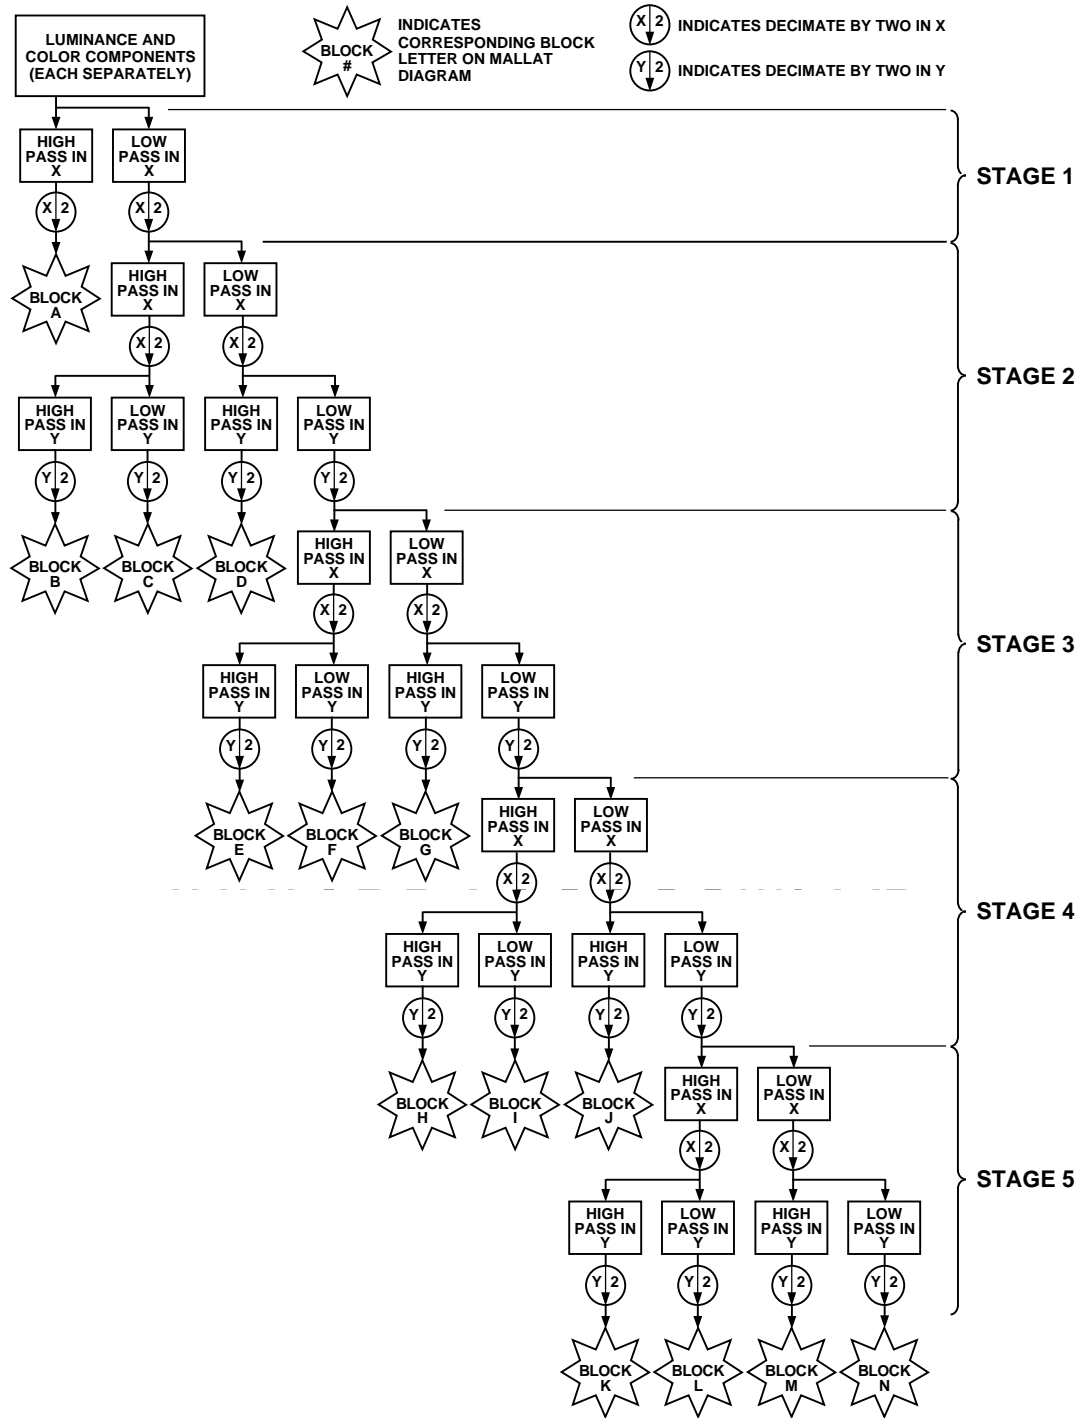 LUMINANCE AND
COLOR COMPONENTS
(EACH SEPARATELY)
BLOCK
#
INDICATES
CORRESPONDING BLOCK
LETTER ON MALLAT
DIAGRAM
X 2
INDICATES DECIMATE BY TWO IN X
Y 2
INDICATES DECIMATE BY TWO IN Y
HIGH
PASS IN
X
LOW
PASS IN
X
STAGE 1
X 2
X 2
BLOCK
A
HIGH
PASS IN
X
LOW
PASS IN
X
X 2
X 2
STAGE 2
HIGH
PASS IN
Y
LOW
PASS IN
Y
HIGH
PASS IN
Y
LOW
PASS IN
Y
Y 2
Y 2
Y 2
Y 2
BLOCK
B
BLOCK
C
BLOCK
D
HIGH
PASS IN
X
LOW
PASS IN
X
X 2
X 2
STAGE 3
HIGH
PASS IN
Y
LOW
PASS IN
Y
HIGH
PASS IN
Y
LOW
PASS IN
Y
Y 2
Y 2
Y 2
Y 2
BLOCK
E
BLOCK
F
BLOCK
G
HIGH
PASS IN
X
LOW
PASS IN
X
X 2
X 2
STAGE 4
HIGH
PASS IN
Y
LOW
PASS IN
Y
HIGH
PASS IN
Y
LOW
PASS IN
Y
Y 2
Y 2
Y 2
Y 2
BLOCK
H
BLOCK
I
BLOCK
J
HIGH
PASS IN
X
LOW
PASS IN
X
X 2
X 2
STAGE 5
HIGH
PASS IN
Y
LOW
PASS IN
Y
HIGH
PASS IN
Y
LOW
PASS IN
Y
Y 2
Y 2
Y 2
Y 2
BLOCK
K
BLOCK
L
BLOCK
M
BLOCK
N